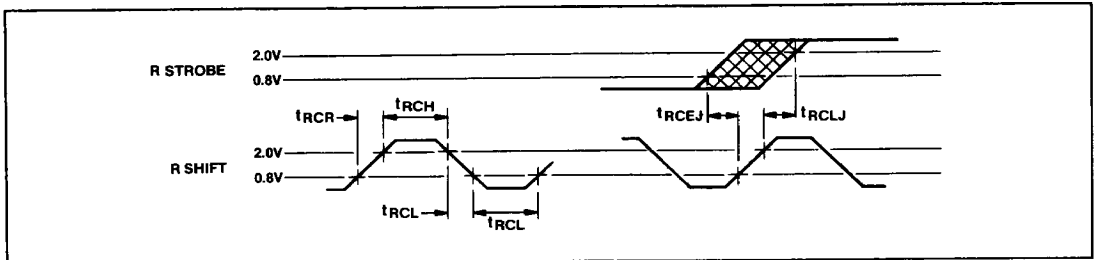 2.0V
R STROBE
0.8V
tRCH
tRCR
tRCEJ
tRCLJ
2.0V
R SHIFT
0.8V
tRCL
tRCL